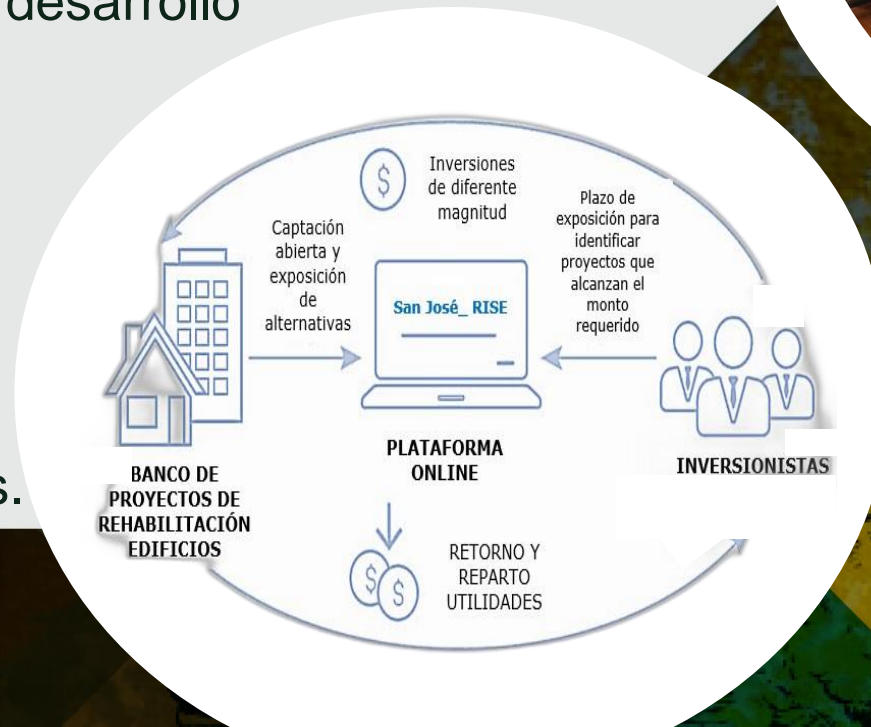 desarrollo
s.
$
Inversiones
de diferente
magnitud
Captación
abierta y
exposición
de
alternativas
Plazo de
exposición para
identificar
proyectos que
alcanzan el
monto
requerido
San José_ RISE
BANCO DE
PROYECTOS DE
REHABILITACIÓN
EDIFICIOS
PLATAFORMA
ONLINE
INVERSIONISTAS
$
$
RETORNO Y
REPARTO
UTILIDADES